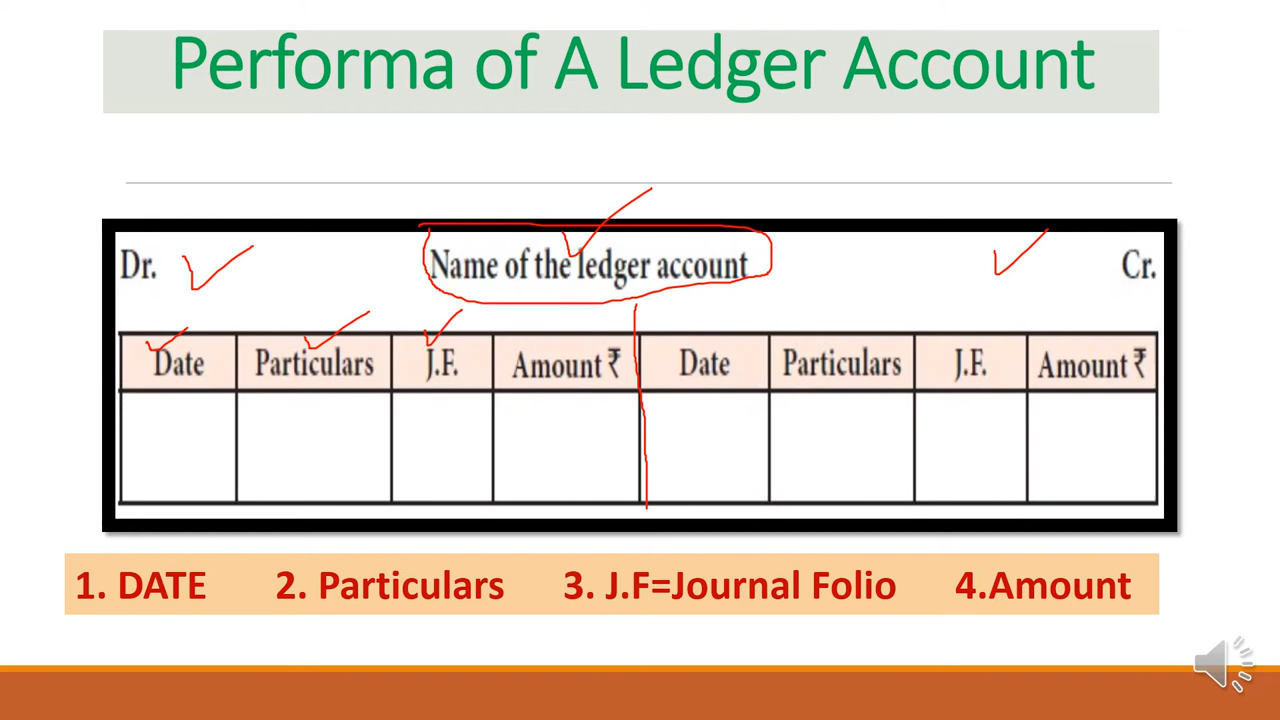 Performa of A Ledger Account
Dr. Name of the ledger account Cr.
Date Particulars J.F. Amount ₹ Date Particulars J.F. Amount ₹
1. DATE 2. Particulars 3. J.F=Journal Folio 4.Amount